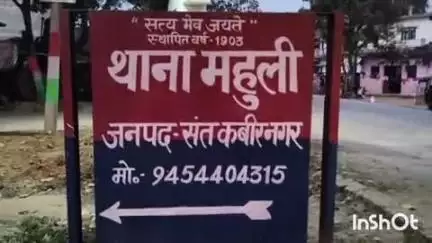 "सत्य मेव जयते"
स्थापित वर्ष - 1903
थाना महुली
जनपद-संत कबीरनगर
मो॰-9454404315
InShOt